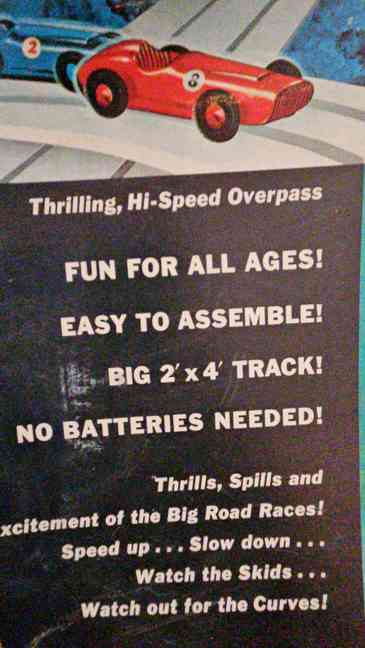 2
3
Thrilling, Hi-Speed Overpass
FUN FOR ALL AGES!
EASY TO ASSEMBLE!
BIG 2' x 4' TRACK!
NO BATTERIES NEEDED!
Thrills, Spills and
xcitement of the Big Road Races!
Speed up... Slow down...
Watch the Skids...
Watch out for the Curves!